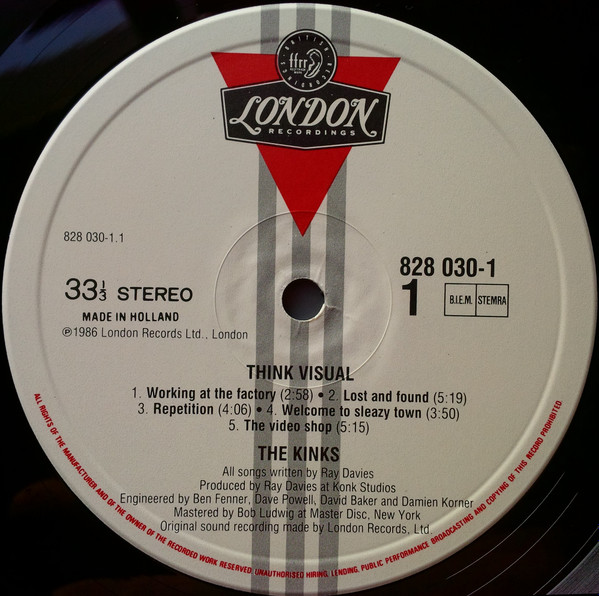 BRITISH RECORDINGS
ffrr
LONDON
RECORDINGS
828 030-1.1
33 1/3 STEREO
MADE IN HOLLAND
℗1986 London Records Ltd., London
828 030-1
1
B.I.E.M. STEMRA
THINK VISUAL
1. Working at the factory (2:58) • 2. Lost and found (5:19)
3. Repetition (4:06) • 4. Welcome to sleazy town (3:50)
5. The video shop (5:15)
THE KINKS
All songs written by Ray Davies
Produced by Ray Davies at Konk Studios
Engineered by Ben Fenner, Dave Powell, David Baker and Damien Korner
Mastered by Bob Ludwig at Master Disc, New York
Original sound recording made by London Records, Ltd.
ALL RIGHTS OF THE MANUFACTURER AND OF THE OWNER OF THE RECORDED WORK RESERVED. UNAUTHORISED HIRING, LENDING, PUBLIC PERFORMANCE BROADCASTING AND COPYING OF THIS RECORD PROHIBITED.